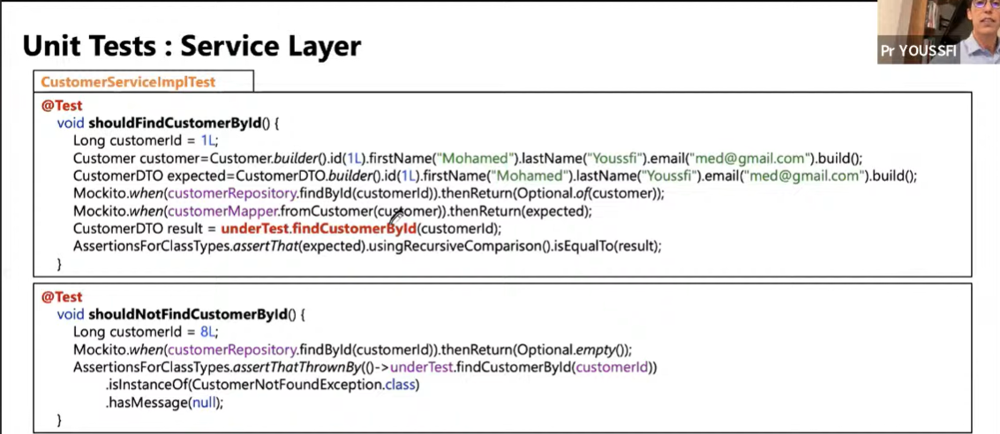 Unit Tests : Service Layer
Pr YOUSSFI
CustomerServiceImplTest
@Test
void shouldFindCustomerById() {
Long customerId = 1L;
Customer customer=Customer.builder().id(1L).firstName("Mohamed").lastName("Youssfi").email("med@gmail.com").build();
CustomerDTO expected=CustomerDTO.builder().id(1L).firstName("Mohamed").lastName("Youssfi").email("med@gmail.com").build();
Mockito.when(customerRepository.findById(customerId)).thenReturn(Optional.of(customer));
Mockito.when(customerMapper.fromCustomer(customer)).thenReturn(expected);
CustomerDTO result = underTest.findCustomerById(customerId);
AssertionsForClassTypes.assertThat(expected).usingRecursiveComparison().isEqualTo(result);
}
@Test
void shouldNotFindCustomerById() {
Long customerId = 8L;
Mockito.when(customerRepository.findById(customerId)).thenReturn(Optional.empty());
AssertionsForClassTypes.assertThatThrownBy(()->underTest.findCustomerById(customerId))
.isInstanceOf(CustomerNotFoundException.class)
.hasMessage(null);
}